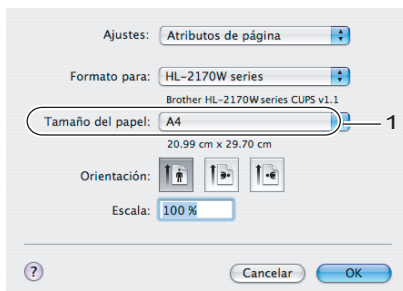 Ajustes: Atributos de página
Formato para: HL-2170W series
Brother HL-2170W series CUPS v1.1
Tamaño del papel: A4 1
20.99 cm x 29.70 cm
Orientación:
Escala: 100 %
? Cancelar OK